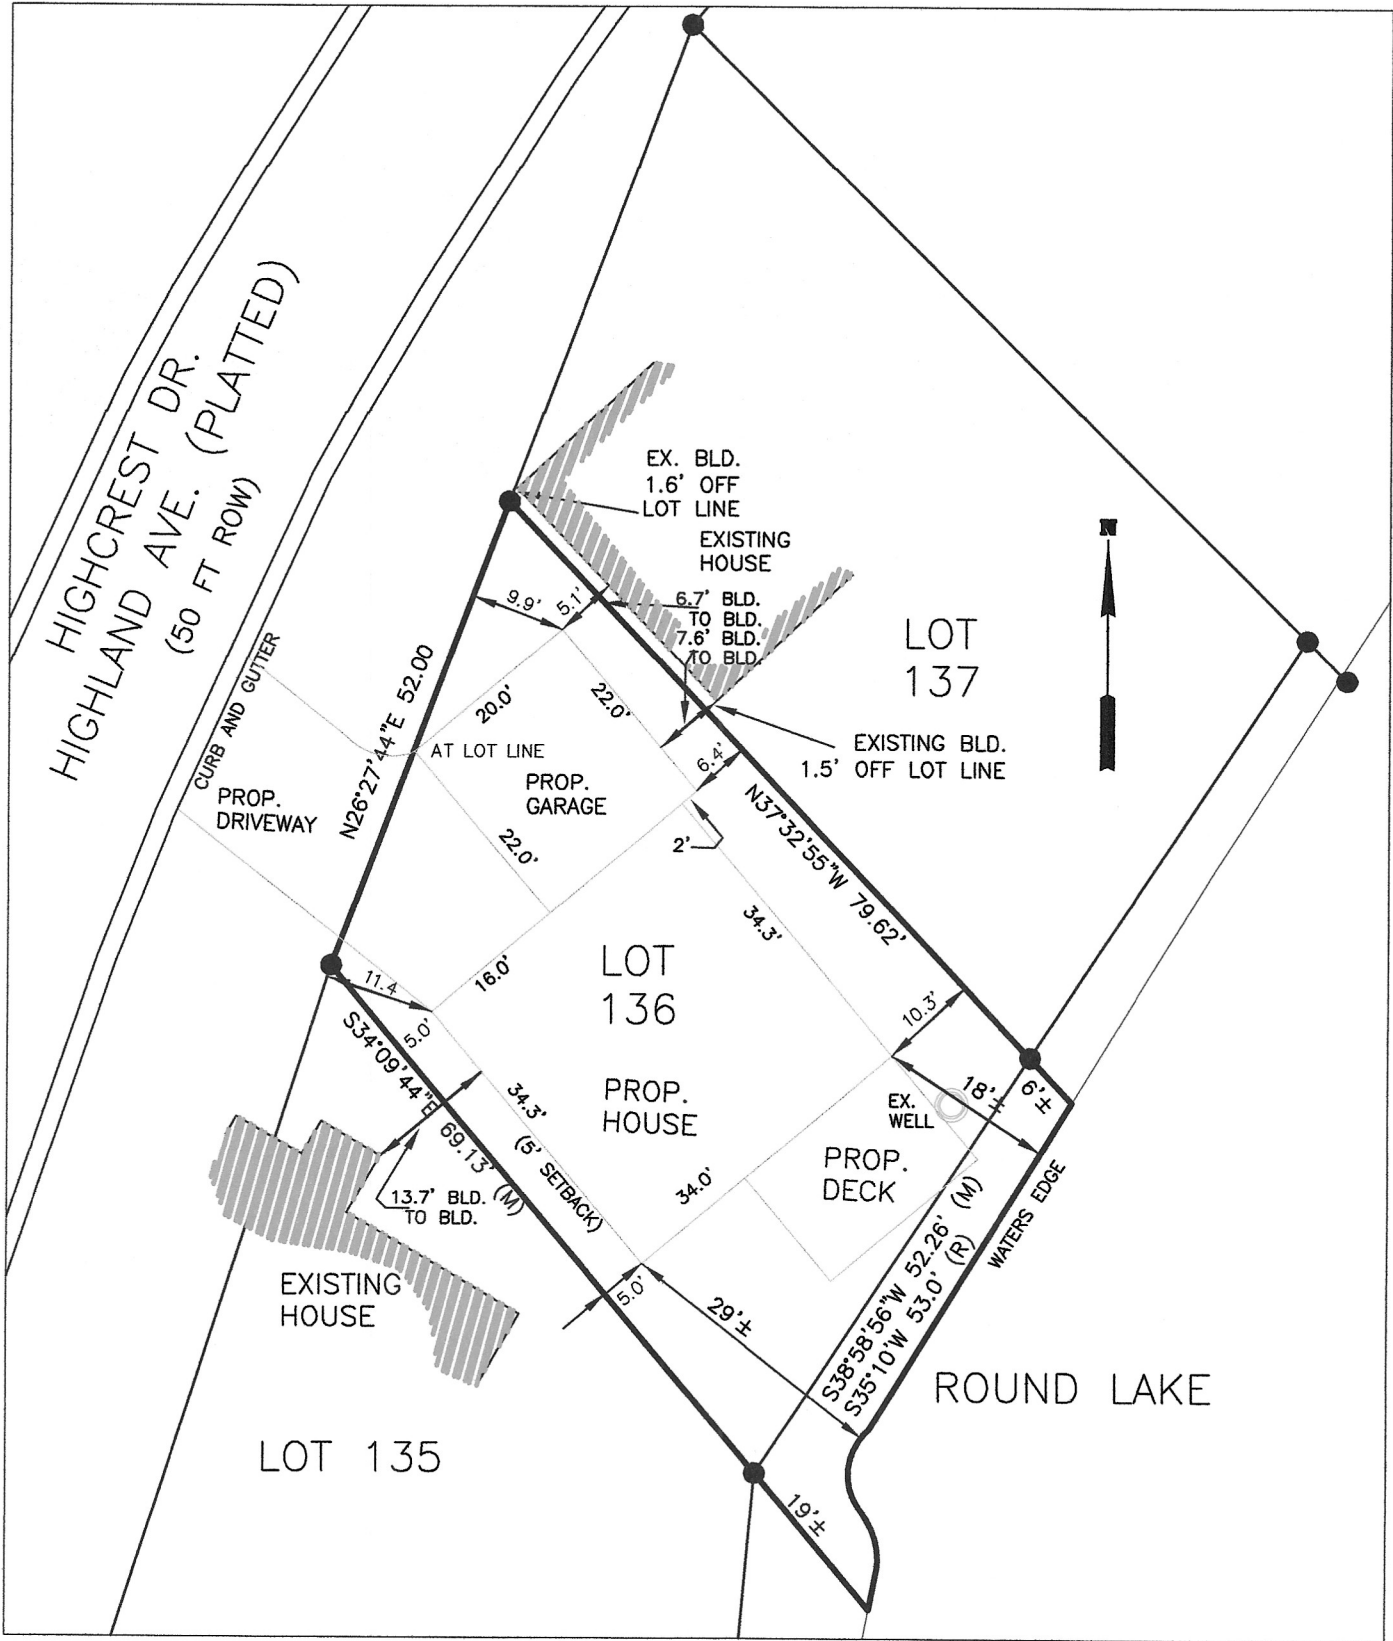 HIGHCREST DR.
HIGHLAND AVE. (PLATTED)
(50 FT ROW)
CURB AND GUTTER
PROP.
DRIVEWAY
N26°27'44"E 52.00
EX. BLD.
1.6' OFF
LOT LINE
EXISTING
HOUSE
6.7' BLD.
TO BLD.
7.6' BLD.
TO BLD.
N
LOT
137
9.9'
5.1'
20.0'
22.0'
AT LOT LINE
PROP.
GARAGE
6.4'
EXISTING BLD.
1.5' OFF LOT LINE
22.0'
2'
N37°32'55"W 79.62'
34.3'
LOT
136
16.0'
11.4
5.0'
S34°09'44"E 69.13' (M)
34.3'
(5' SETBACK)
PROP.
HOUSE
10.3'
18'±
6'±
EX.
WELL
PROP.
DECK
34.0'
13.7' BLD.
TO BLD.
EXISTING
HOUSE
5.0'
29'±
S38°58'56"W 52.26' (M)
S35°10'W 53.0' (R)
WATERS EDGE
ROUND LAKE
LOT 135
19'±